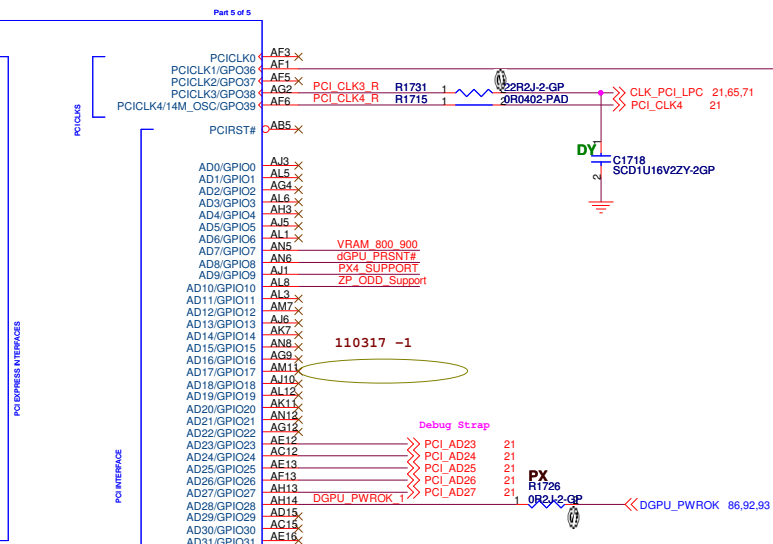 Part 5 of 5
PCICLK0 AF3
PCICLK1/GPO36 AF1
PCICLK2/GPO37 AF5
PCICLK3/GPO38 AG2 PCI_CLK3_R R1731 1 22R2J-2-GP CLK_PCI_LPC 21,65,71
PCICLK4/14M_OSC/GPO39 AF6 PCI_CLK4_R R1715 1 2 0R0402-PAD PCI_CLK4 21
PCICLKS
PCIRST# AB5
DY 1
C1718
SCD1U16V2ZY-2GP
2
AD0/GPIO0 AJ3
AD1/GPIO1 AL5
AD2/GPIO2 AG4
AD3/GPIO3 AL6
AD4/GPIO4 AH3
AD5/GPIO5 AJ5
AD6/GPIO6 AL1
AD7/GPIO7 AN5 VRAM_800_900
AD8/GPIO8 AN6 dGPU_PRSNT#
AD9/GPIO9 AJ1 PX4_SUPPORT
AD10/GPIO10 AL8 ZP_ODD_Support
AD11/GPIO11 AL3
AD12/GPIO12 AM7
AD13/GPIO13 AJ6
AD14/GPIO14 AK7
AD15/GPIO15 AN8
110317 -1
AD16/GPIO16 AG9
AD17/GPIO17 AM11
AD18/GPIO18 AJ10
AD19/GPIO19 AL12
AD20/GPIO20 AK11
AD21/GPIO21 AN12
AD22/GPIO22 AG12
Debug Strap
AD23/GPIO23 AE12 PCI_AD23 21
AD24/GPIO24 AC12 PCI_AD24 21
AD25/GPIO25 AE13 PCI_AD25 21
AD26/GPIO26 AF13 PCI_AD26 21
AD27/GPIO27 AH13 PCI_AD27 21
PX
R1726
AD28/GPIO28 AH14 DGPU_PWROK_1 1 0R2J-2-GP DGPU_PWROK 86,92,93
AD29/GPIO29 AD15
AD30/GPIO30 AC15
AD31/GPIO31 AE16
PCI EXPRESS INTERFACES
PCI INTERFACE